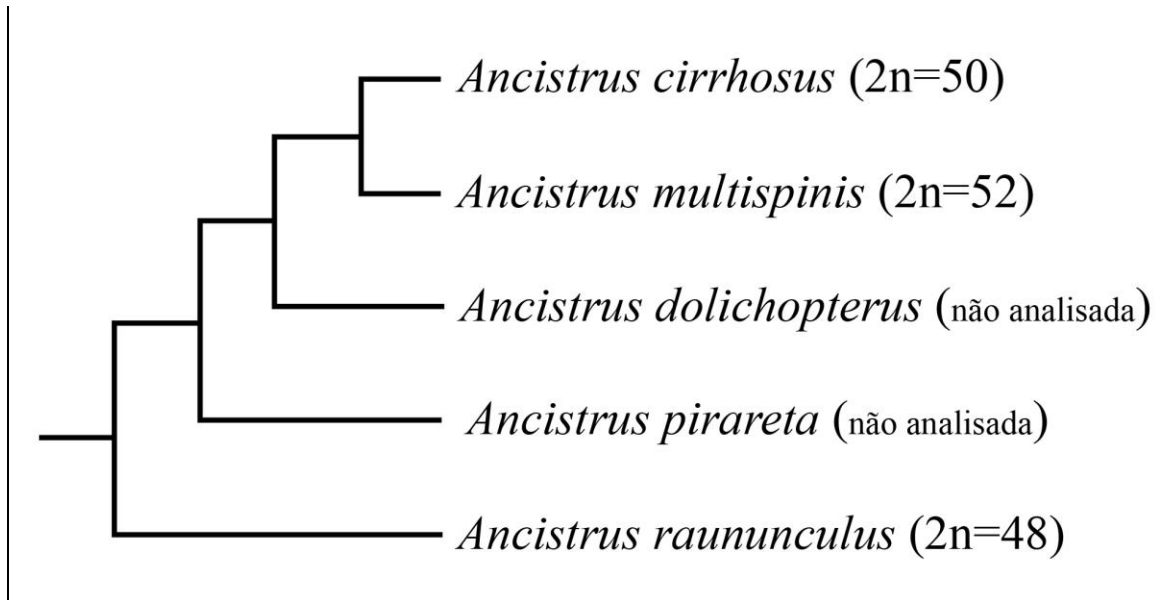 Ancistrus cirrhosus (2n=50)
Ancistrus multispinis (2n=52)
Ancistrus dolichopterus (não analisada)
Ancistrus pirareta (não analisada)
Ancistrus raununculus (2n=48)